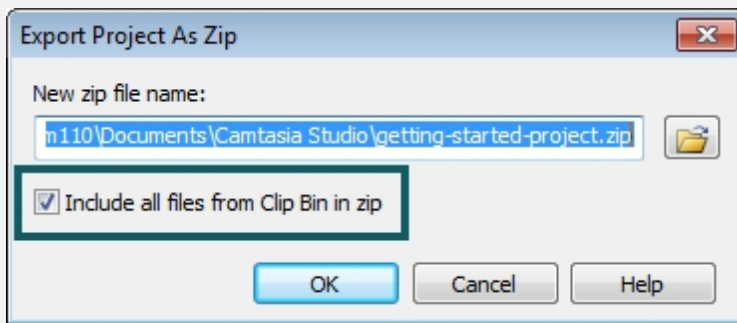 Export Project As Zip
New zip file name:
m110\Documents\Camtasia Studio\getting-started-project.zip
Include all files from Clip Bin in zip
OK Cancel Help